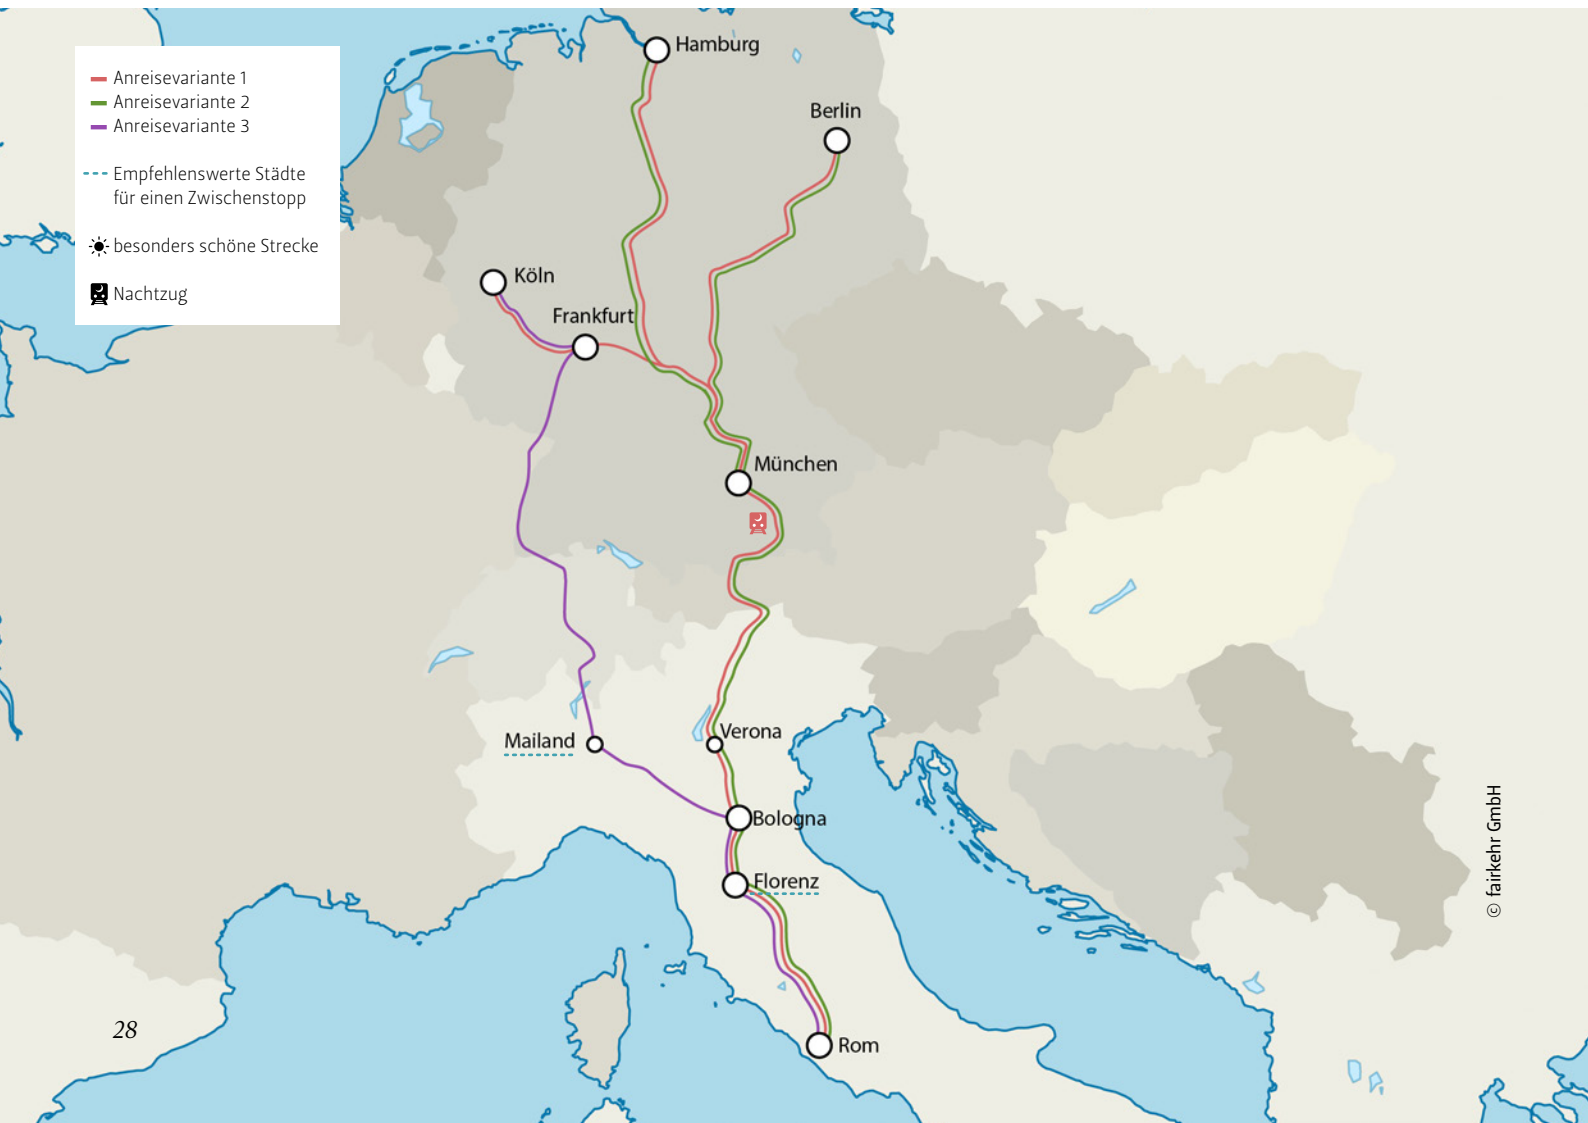 Anreisevariante 1
Anreisevariante 2
Anreisevariante 3
Empfehlenswerte Städte
für einen Zwischenstopp
besonders schöne Strecke
Nachtzug
Hamburg
Berlin
Köln
Frankfurt
München
Mailand
Verona
Bologna
Florenz
Rom
© fairkehr GmbH
28